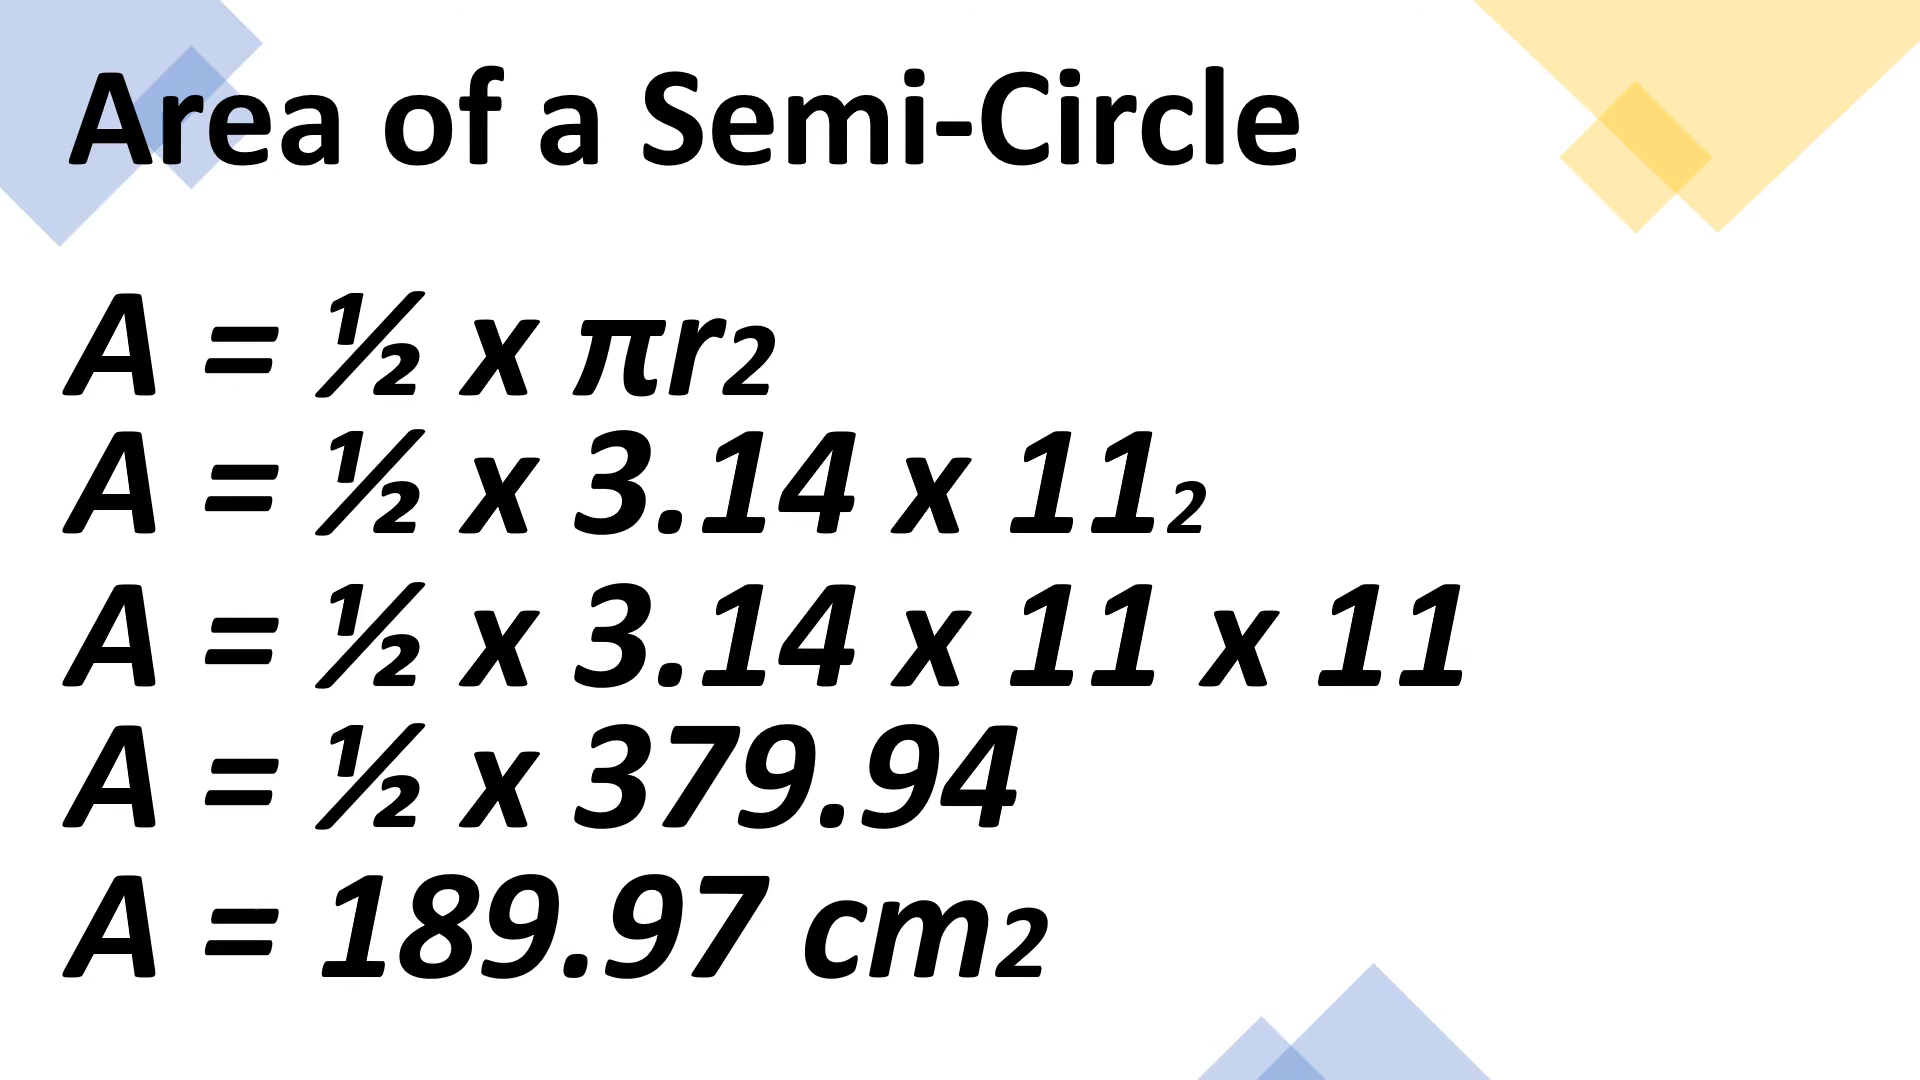 Area of a Semi-Circle
A = ½ x πr2
A = ½ x 3.14 x 112
A = ½ x 3.14 x 11 x 11
A = ½ x 379.94
A = 189.97 cm2